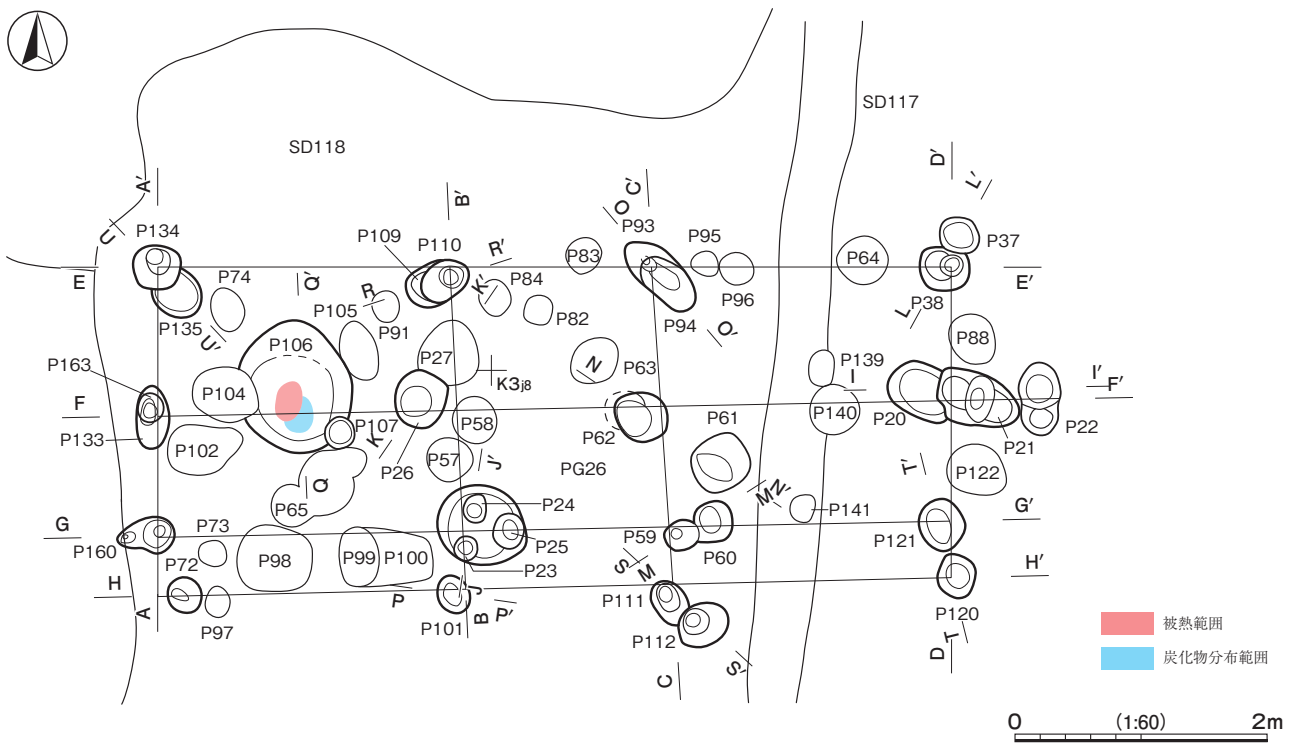 SD117
SD118
D'
L'
A'
B'
C'
O
U
P134
P109
P110
R'
P93
P95
P37
P83
P64
E
Q'
K'
P84
E'
P74
R
P96
P38
P135
P105
P91
P82
P94
L
U'
P106
O'
P88
P163
P27
N
P63
P139
K3j8
I
I'
P104
F'
F
P140
P20
P107
P58
P61
P22
P133
K
P62
P21
P102
P26
P57
J'
PG26
T'
P122
Q
M
N'
P65
P24
P141
G
P73
P59
G'
P160
P25
P60
P121
P72
P98
P99
P100
P23
S
M
H
H'
A
P
J
P111
P97
P101
B
P'
P120
P112
T
D
C
S'
被熱範囲
炭化物分布範囲
0
(1:60)
2m